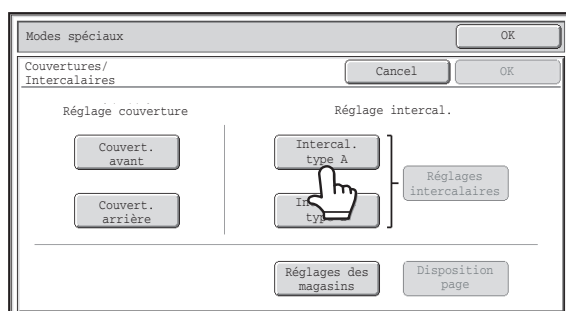 Modes spéciaux
OK
Couvertures/
Intercalaires
Cancel
OK
Réglage couverture
Réglage intercal.
Couvert.
avant
Intercal.
type A
Réglages
intercalaires
Couvert.
arrière
Réglages des
magasins
Disposition
page